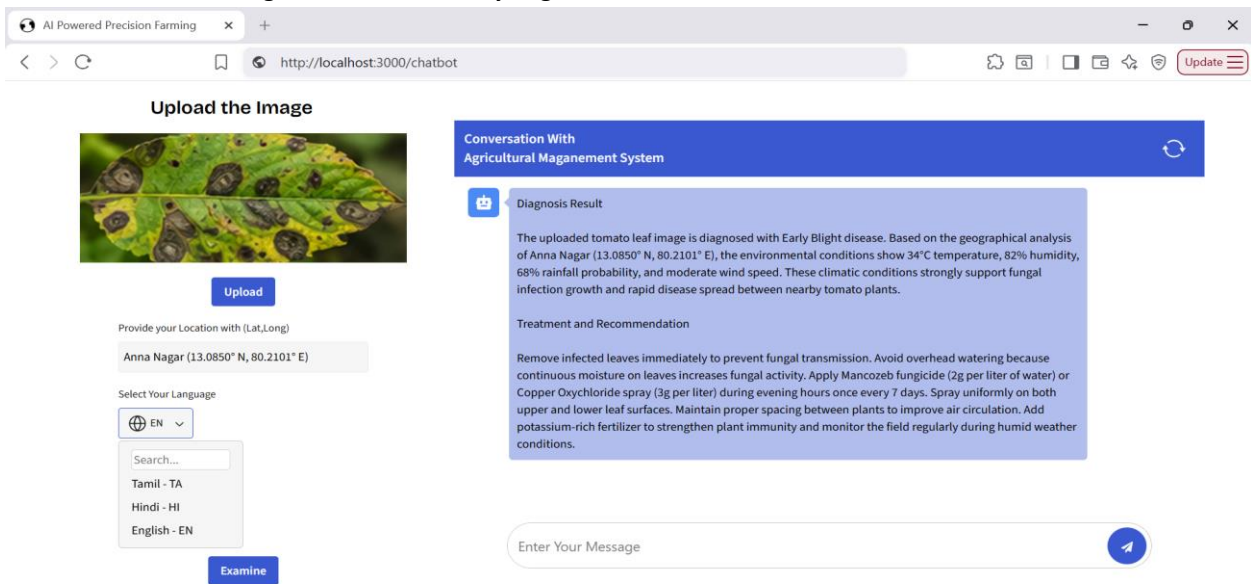 AI Powered Precision Farming
http://localhost:3000/chatbot
Update
Upload the Image
Upload
Provide your Location with (Lat,Long)
Anna Nagar (13.0850° N, 80.2101° E)
Select Your Language
EN
Search...
Tamil - TA
Hindi - HI
English - EN
Examine
Conversation With
Agricultural Maganement System
Diagnosis Result
The uploaded tomato leaf image is diagnosed with Early Blight disease. Based on the geographical analysis
of Anna Nagar (13.0850° N, 80.2101° E), the environmental conditions show 34°C temperature, 82% humidity,
68% rainfall probability, and moderate wind speed. These climatic conditions strongly support fungal
infection growth and rapid disease spread between nearby tomato plants.
Treatment and Recommendation
Remove infected leaves immediately to prevent fungal transmission. Avoid overhead watering because
continuous moisture on leaves increases fungal activity. Apply Mancozeb fungicide (2g per liter of water) or
Copper Oxychloride spray (3g per liter) during evening hours once every 7 days. Spray uniformly on both
upper and lower leaf surfaces. Maintain proper spacing between plants to improve air circulation. Add
potassium-rich fertilizer to strengthen plant immunity and monitor the field regularly during humid weather
conditions.
Enter Your Message